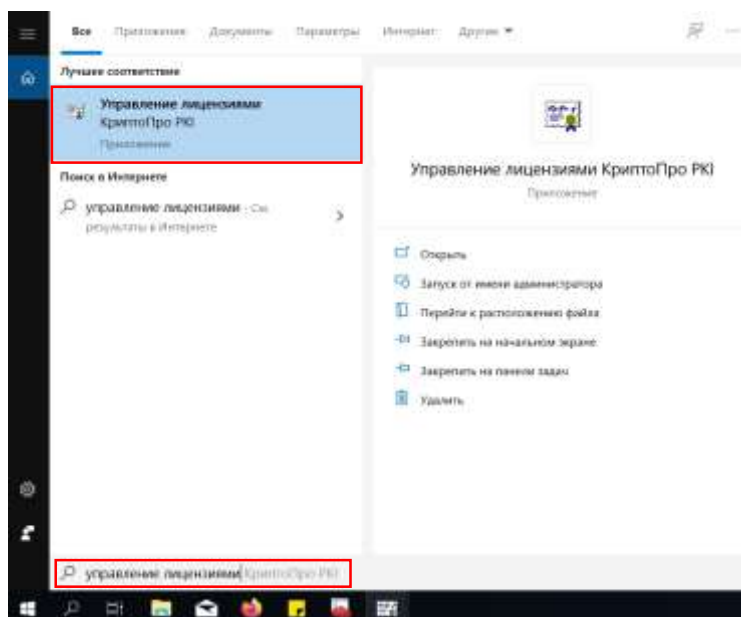 Все Приложения Документы Параметры Интернет Другие
Лучшее соответствие
Управление лицензиями
КриптоПро PKI
Приложение
Поиск в Интернете
управление лицензиями - См.
результаты в Интернете
Управление лицензиями КриптоПро PKI
Приложение
Открыть
Запуск от имени администратора
Перейти к расположению файла
Закрепить на начальном экране
Закрепить на панели задач
Удалить
управление лицензиями КриптоПро PKI